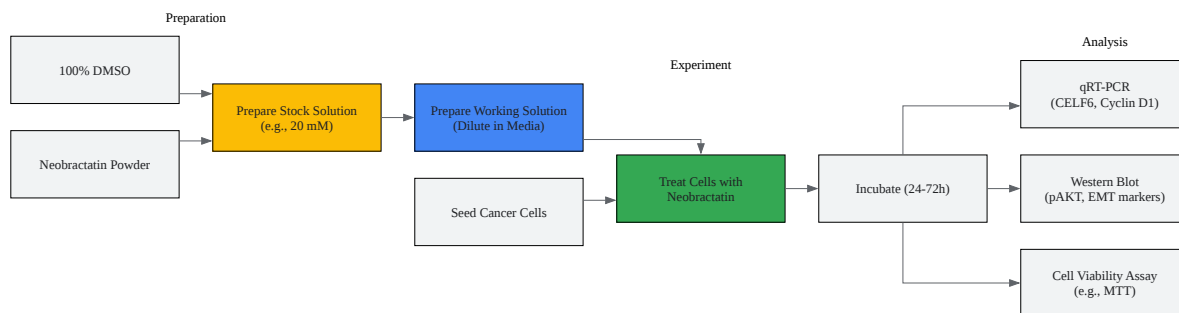 Preparation
100% DMSO
Neobractatin Powder
Prepare Stock Solution
(e.g., 20 mM)
Experiment
Prepare Working Solution
(Dilute in Media)
Seed Cancer Cells
Treat Cells with
Neobractatin
Incubate (24-72h)
Analysis
qRT-PCR
(CELF6, Cyclin D1)
Western Blot
(pAKT, EMT markers)
Cell Viability Assay
(e.g., MTT)